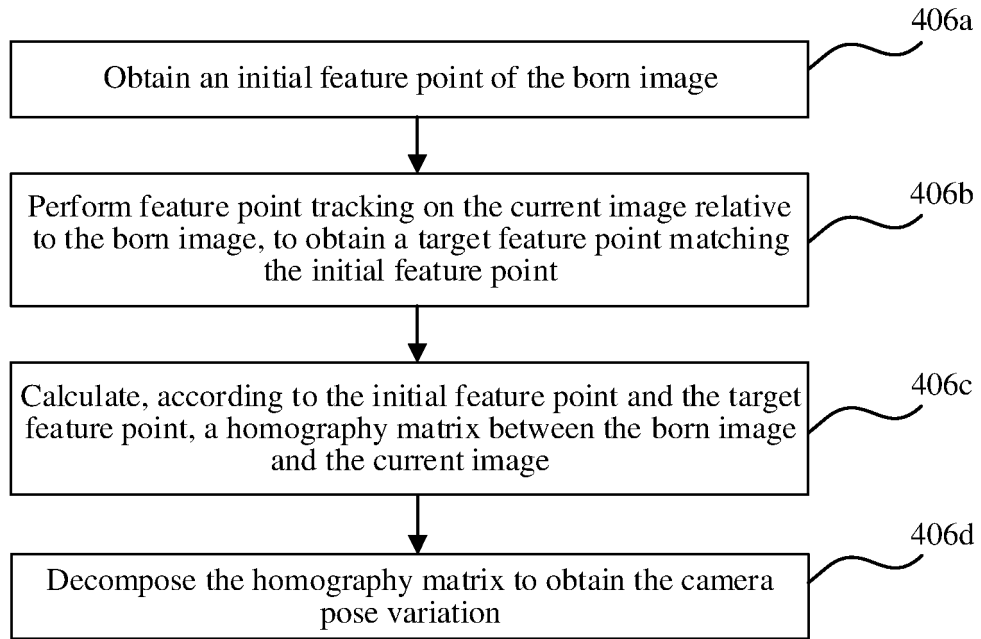 406a
Obtain an initial feature point of the born image
406b
Perform feature point tracking on the current image relative
to the born image, to obtain a target feature point matching
the initial feature point
406c
Calculate, according to the initial feature point and the target
feature point, a homography matrix between the born image
and the current image
406d
Decompose the homography matrix to obtain the camera
pose variation